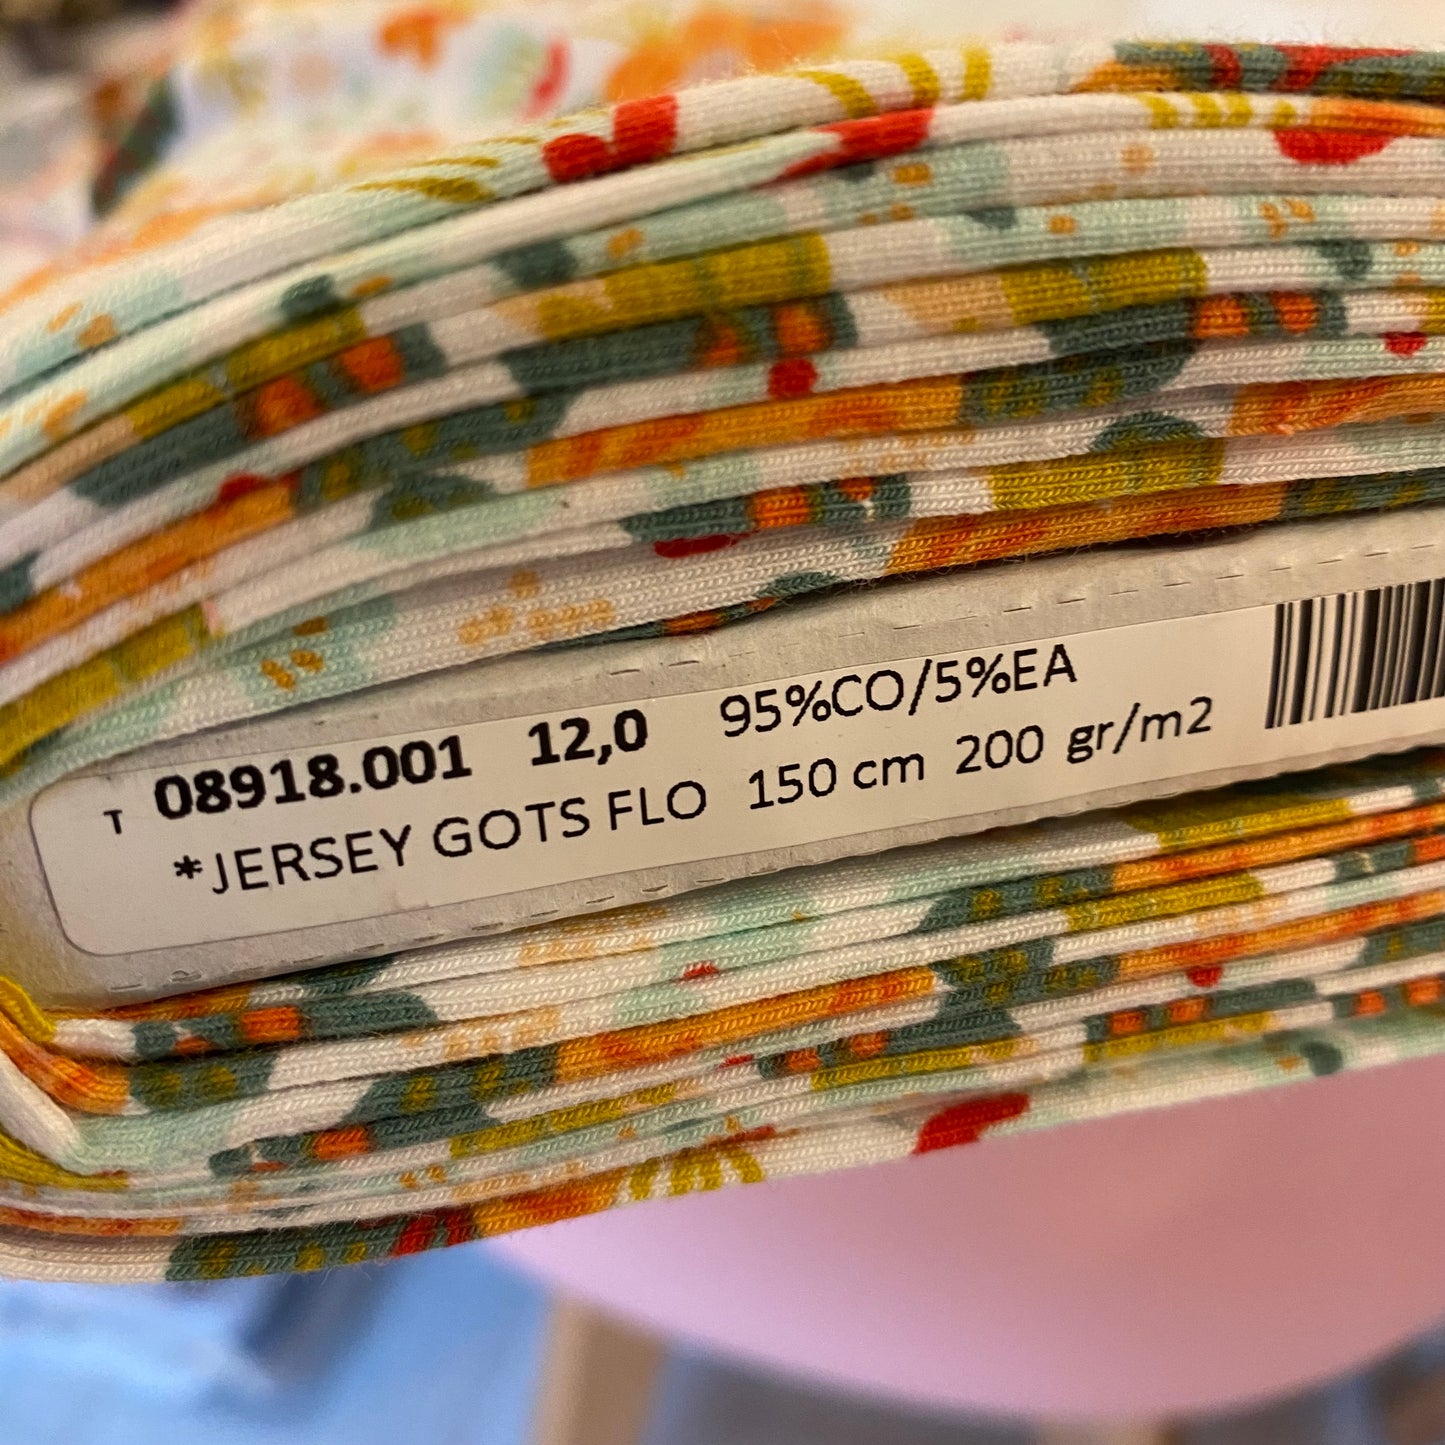 T 08918.001 12,0 95%CO/5%EA
*JERSEY GOTS FLO 150 cm 200 gr/m2